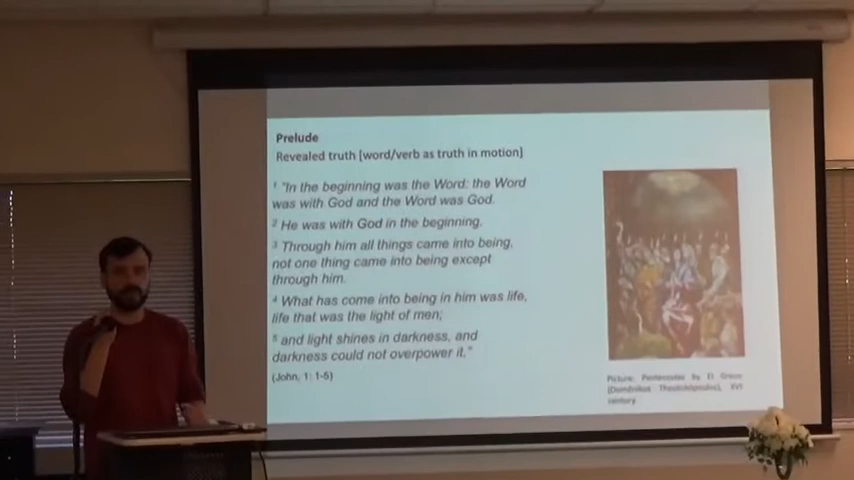 Prelude
Revealed truth [word/verb as truth in motion]
1 "In the beginning was the Word: the Word
was with God and the Word was God.
2 He was with God in the beginning.
3 Through him all things came into being,
not one thing came into being except
through him.
4 What has come into being in him was life,
life that was the light of men;
5 and light shines in darkness, and
darkness could not overpower it."
(John, 1: 1-5)
Picture: Pentecostes by El Greco
(Doménikos Theotokópoulos), XVI
century.